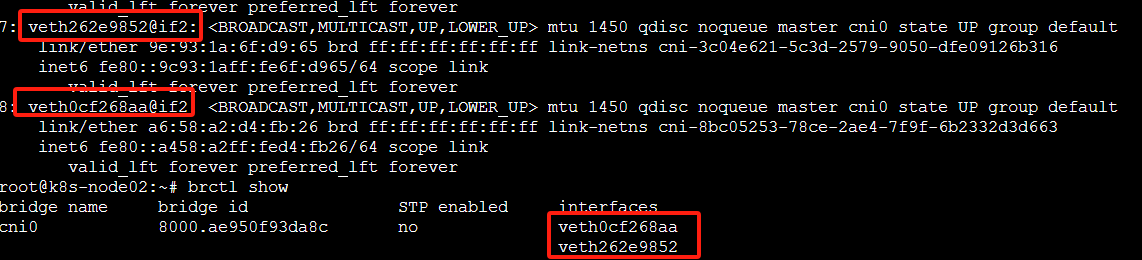 valid_lft forever preferred_lft forever
7: veth262e9852@if2: <BROADCAST,MULTICAST,UP,LOWER_UP> mtu 1450 qdisc noqueue master cni0 state UP group default
link/ether 9e:93:1a:6f:d9:65 brd ff:ff:ff:ff:ff:ff link-netns cni-3c04e621-5c3d-2579-9050-dfe09126b316
inet6 fe80::9c93:1aff:fe6f:d965/64 scope link
valid_lft forever preferred_lft forever
8: veth0cf268aa@if2 <BROADCAST,MULTICAST,UP,LOWER_UP> mtu 1450 qdisc noqueue master cni0 state UP group default
link/ether a6:58:a2:d4:fb:26 brd ff:ff:ff:ff:ff:ff link-netns cni-8bc05253-78ce-2ae4-7f9f-6b2332d3d663
inet6 fe80::a458:a2ff:fed4:fb26/64 scope link
valid_lft forever preferred_lft forever
root@k8s-node02:~# brctl show
bridge name bridge id STP enabled interfaces
cni0 8000.ae950f93da8c no veth0cf268aa
veth262e9852